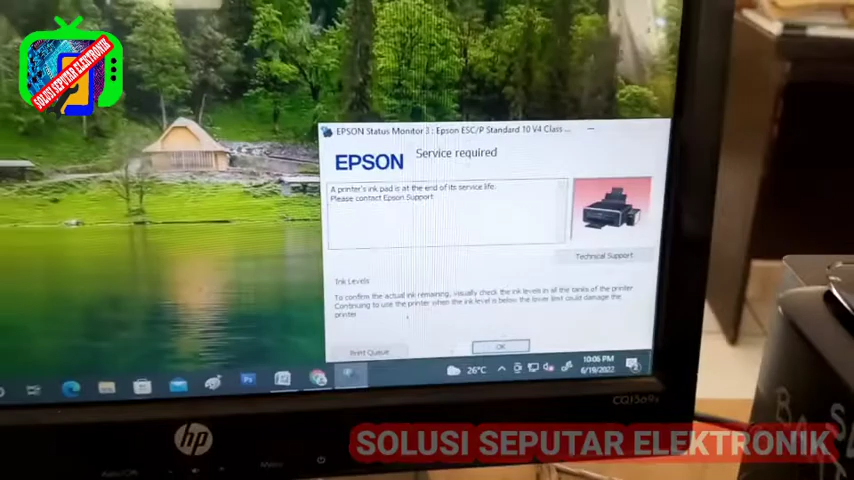 SOLUSI SEPUTAR ELEKTRONIK
EPSON Status Monitor 3 : Epson ESC/P Standard 10 V4 Class ...
EPSON
Service required
A printer's ink pad is at the end of its service life.
Please contact Epson Support.
Technical Support
Ink Levels
To confirm the actual ink remaining, visually check the ink levels in all the tanks of the printer
Continuing to use the printer when the ink level is below the lower limit could damage the
printer
Print Queue
OK
26°C
10:06 PM
6/19/2022
hp
Menu
SOLUSI SEPUTAR ELEKTRONIK